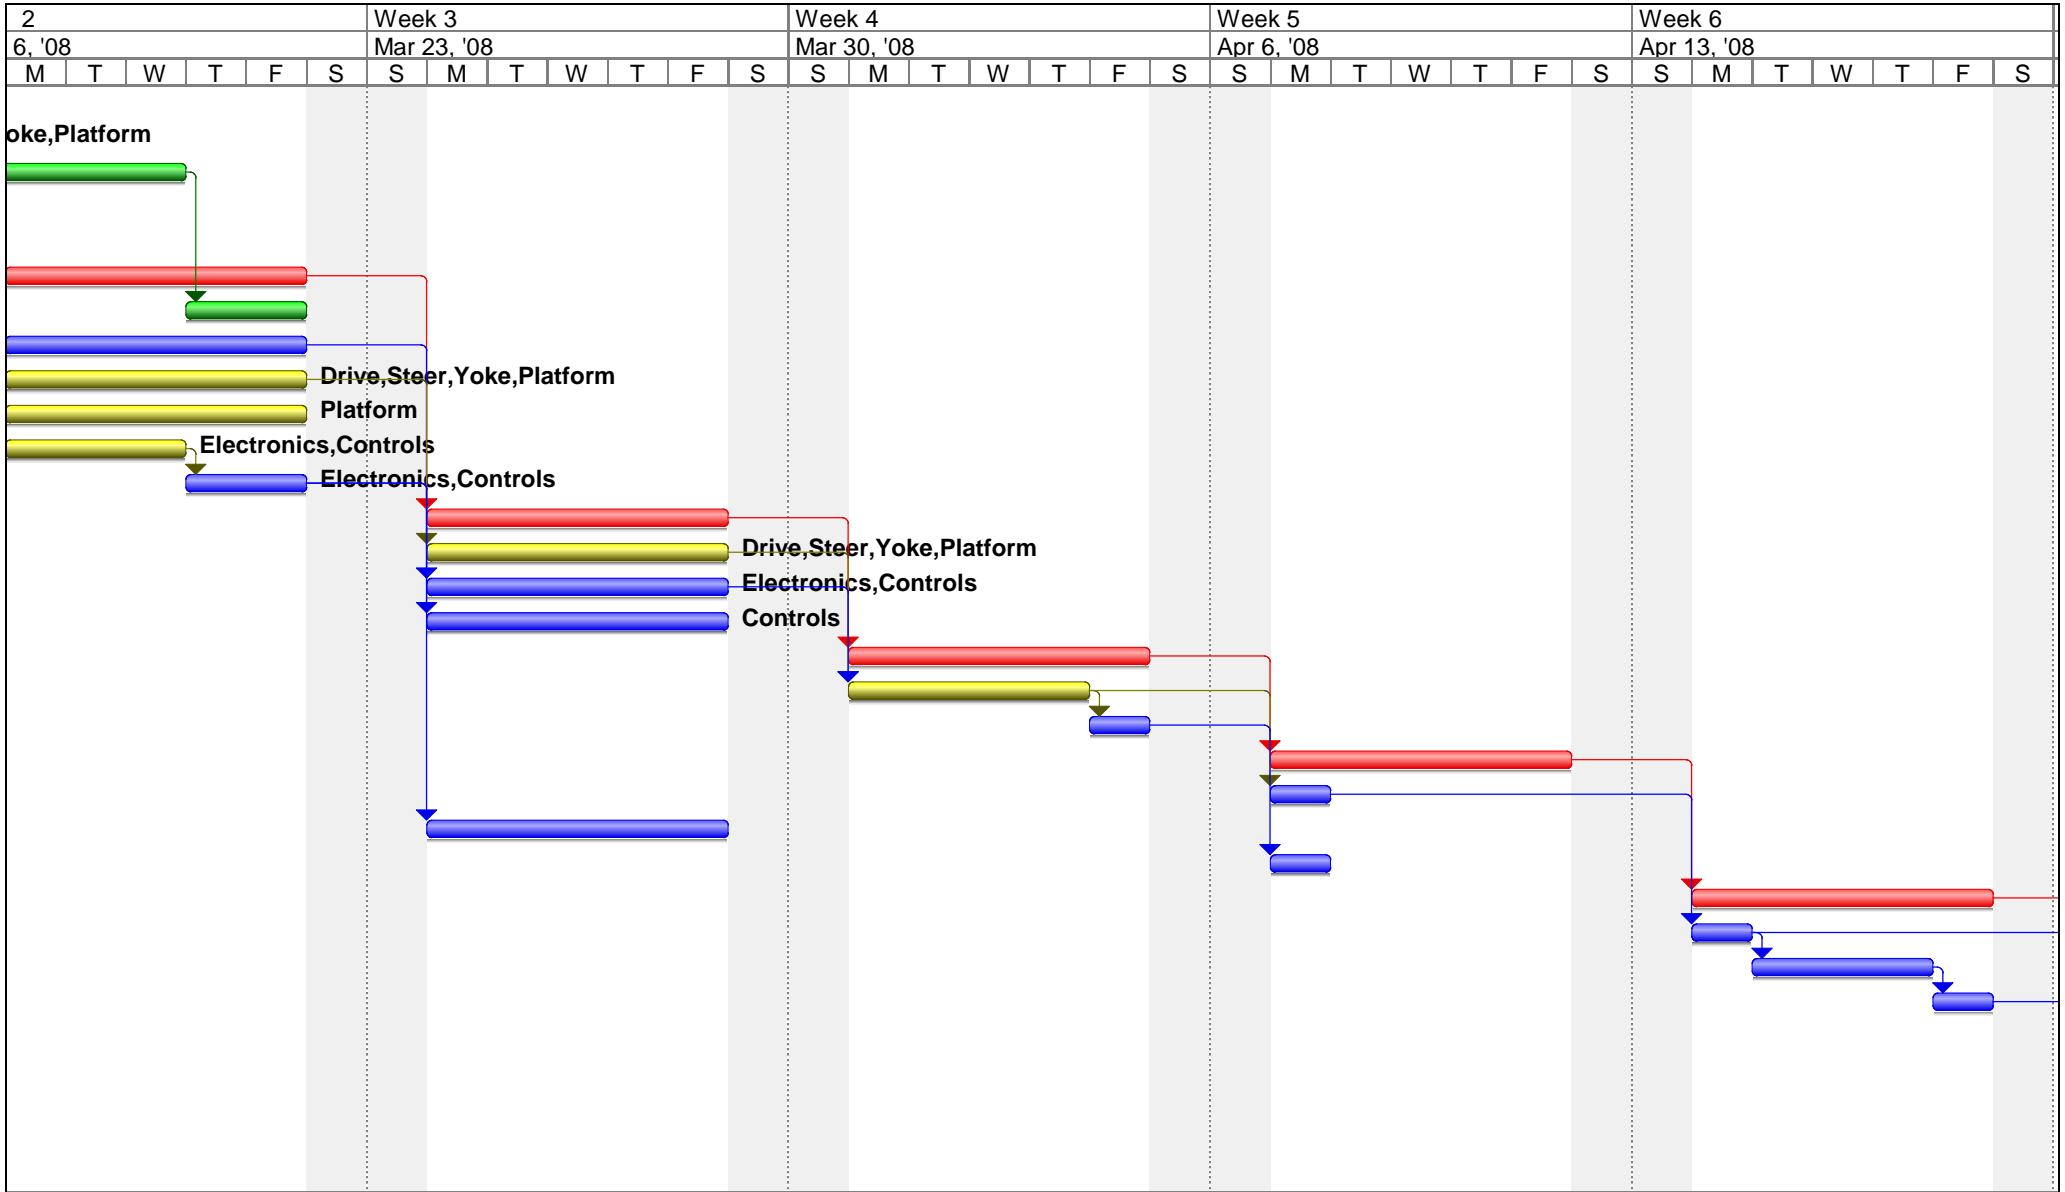 2 Week 3 Week 4 Week 5 Week 6
6, '08 Mar 23, '08 Mar 30, '08 Apr 6, '08 Apr 13, '08
M T W T F S S M T W T F S S M T W T F S S M T W T F S S M T W T F S
oke,Platform
Drive,Steer,Yoke,Platform
Platform
Electronics,Controls
Electronics,Controls
Drive,Steer,Yoke,Platform
Electronics,Controls
Controls